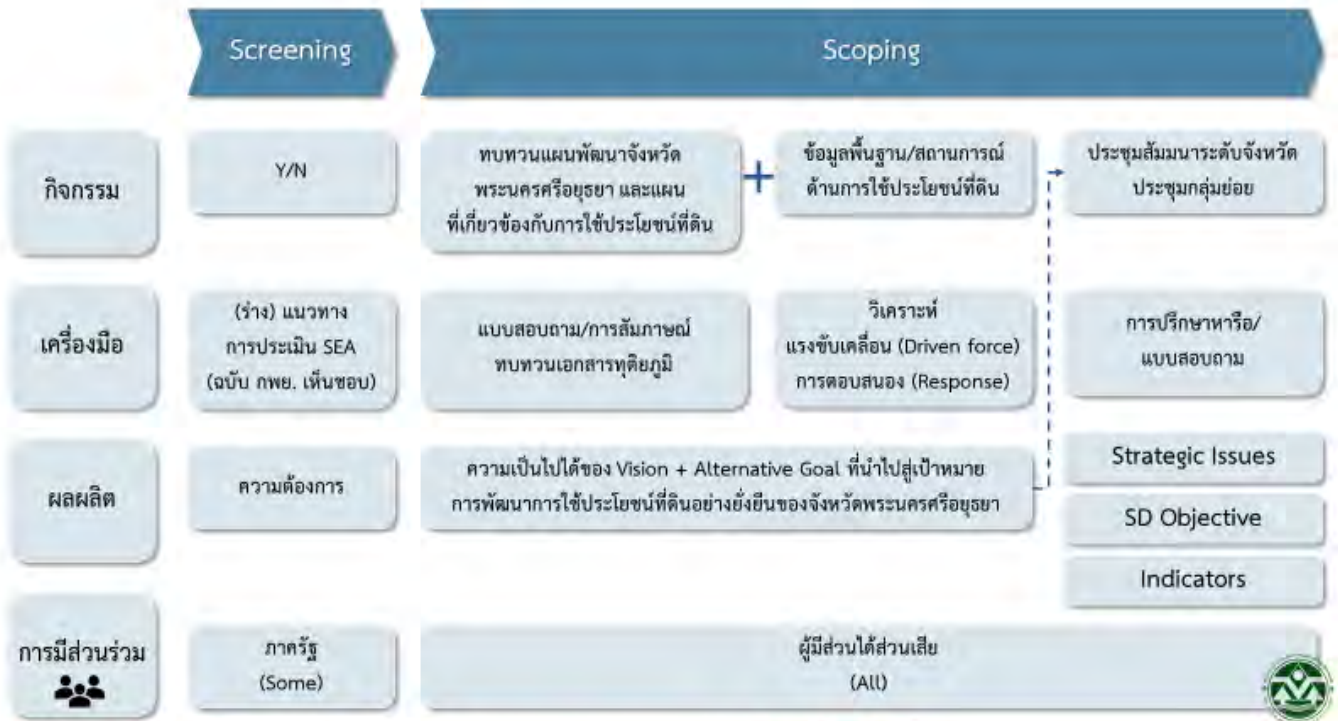 Screening
Scoping
กิจกรรม
Y/N
ทบทวนแผนพัฒนาจังหวัด
พระนครศรีอยุธยา และแผน
ที่เกี่ยวข้องกับการใช้ประโยชน์ที่ดิน
+
ข้อมูลพื้นฐาน/สถานการณ์
ด้านการใช้ประโยชน์ที่ดิน
ประชุมสัมมนาระดับจังหวัด
ประชุมกลุ่มย่อย
เครื่องมือ
(ร่าง) แนวทาง
การประเมิน SEA
(ฉบับ กพย. เห็นชอบ)
แบบสอบถาม/การสัมภาษณ์
ทบทวนเอกสารทุติยภูมิ
วิเคราะห์
แรงขับเคลื่อน (Driven force)
การตอบสนอง (Response)
การปรึกษาหารือ/
แบบสอบถาม
ผลผลิต
ความต้องการ
ความเป็นไปได้ของ Vision + Alternative Goal ที่นำไปสู่เป้าหมาย
การพัฒนาการใช้ประโยชน์ที่ดินอย่างยั่งยืนของจังหวัดพระนครศรีอยุธยา
Strategic Issues
SD Objective
Indicators
การมีส่วนร่วม
ภาครัฐ
(Some)
ผู้มีส่วนได้ส่วนเสีย
(All)